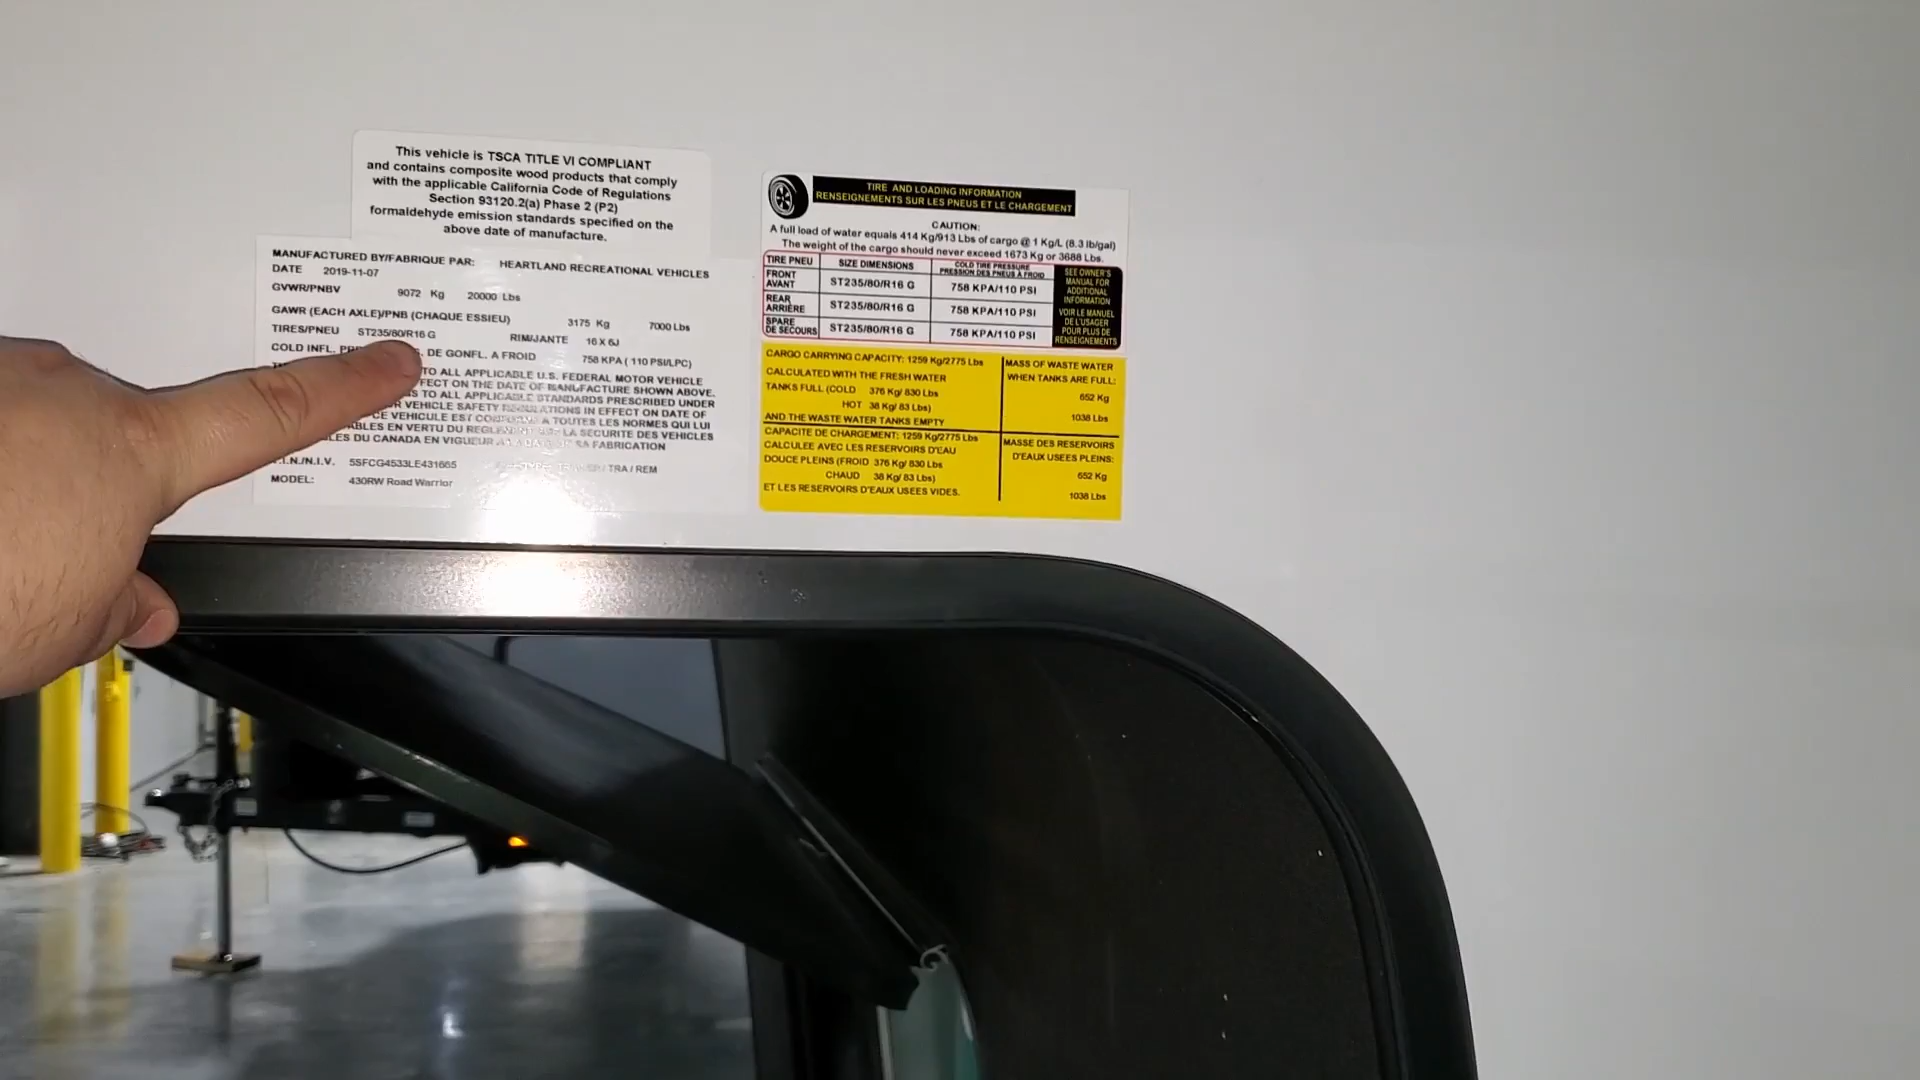 This vehicle is TSCA TITLE VI COMPLIANT
and contains composite wood products that comply
with the applicable California Code of Regulations
Section 93120.2(a) Phase 2 (P2)
formaldehyde emission standards specified on the
above date of manufacture.
MANUFACTURED BY/FABRIQUE PAR: HEARTLAND RECREATIONAL VEHICLES
DATE 2019-11-07
GVWR/PNBV 9072 Kg 20000 Lbs
GAWR (EACH AXLE)/PNB (CHAQUE ESSIEU) 3175 Kg 7000 Lbs
TIRES/PNEU ST235/80/R16 G RIM/JANTE 16 X 6J
COLD INFL. DE GONFL. A FROID 758 KPA ( 110 PSI/LPC)
TO ALL APPLICABLE U.S. FEDERAL MOTOR VEHICLE
ON THE DATE OF MANUFACTURE SHOWN ABOVE.
TO ALL APPLICABLE STANDARDS PRESCRIBED UNDER
VEHICLE SAFETY REGULATIONS IN EFFECT ON DATE OF
CE VEHICULE EST CONFORME A TOUTES LES NORMES QUI LUI
EN VERTU DU REGLEMENT SUR LA SECURITE DES VEHICLES
DU CANADA EN VIGUEUR A LA DATE DE SA FABRICATION
V.I.N./N.I.V. 5SFCG4533LE431665 TRA / REM
MODEL: 430RW Road Warrior
TIRE AND LOADING INFORMATION
RENSEIGNEMENTS SUR LES PNEUS ET LE CHARGEMENT
CAUTION:
A full load of water equals 414 Kg/913 Lbs of cargo @ 1 Kg/L (8.3 lb/gal)
The weight of the cargo should never exceed 1673 Kg or 3688 Lbs.
TIRE PNEU SIZE DIMENSIONS COLD TIRE PRESSURE
PRESSION DES PNEUS A FROID
FRONT
AVANT ST235/80/R16 G 758 KPA/110 PSI
REAR
ARRIÈRE ST235/80/R16 G 758 KPA/110 PSI
SPARE
DE SECOURS ST235/80/R16 G 758 KPA/110 PSI
SEE OWNER'S
MANUAL FOR
ADDITIONAL
INFORMATION
VOIR LE MANUEL
DE L'USAGER
POUR PLUS DE
RENSEIGNEMENTS
CARGO CARRYING CAPACITY: 1259 Kg/2775 Lbs
CALCULATED WITH THE FRESH WATER
TANKS FULL (COLD 376 Kg/ 830 Lbs
HOT 38 Kg/ 83 Lbs)
AND THE WASTE WATER TANKS EMPTY
MASS OF WASTE WATER
WHEN TANKS ARE FULL:
652 Kg
1038 Lbs
CAPACITE DE CHARGEMENT: 1259 Kg/2775 Lbs
CALCULEE AVEC LES RESERVOIRS D'EAU
DOUCE PLEINS (FROID 376 Kg/ 830 Lbs
CHAUD 38 Kg/ 83 Lbs)
ET LES RESERVOIRS D'EAUX USEES VIDES.
MASSE DES RESERVOIRS
D'EAUX USEES PLEINS:
652 Kg
1038 Lbs